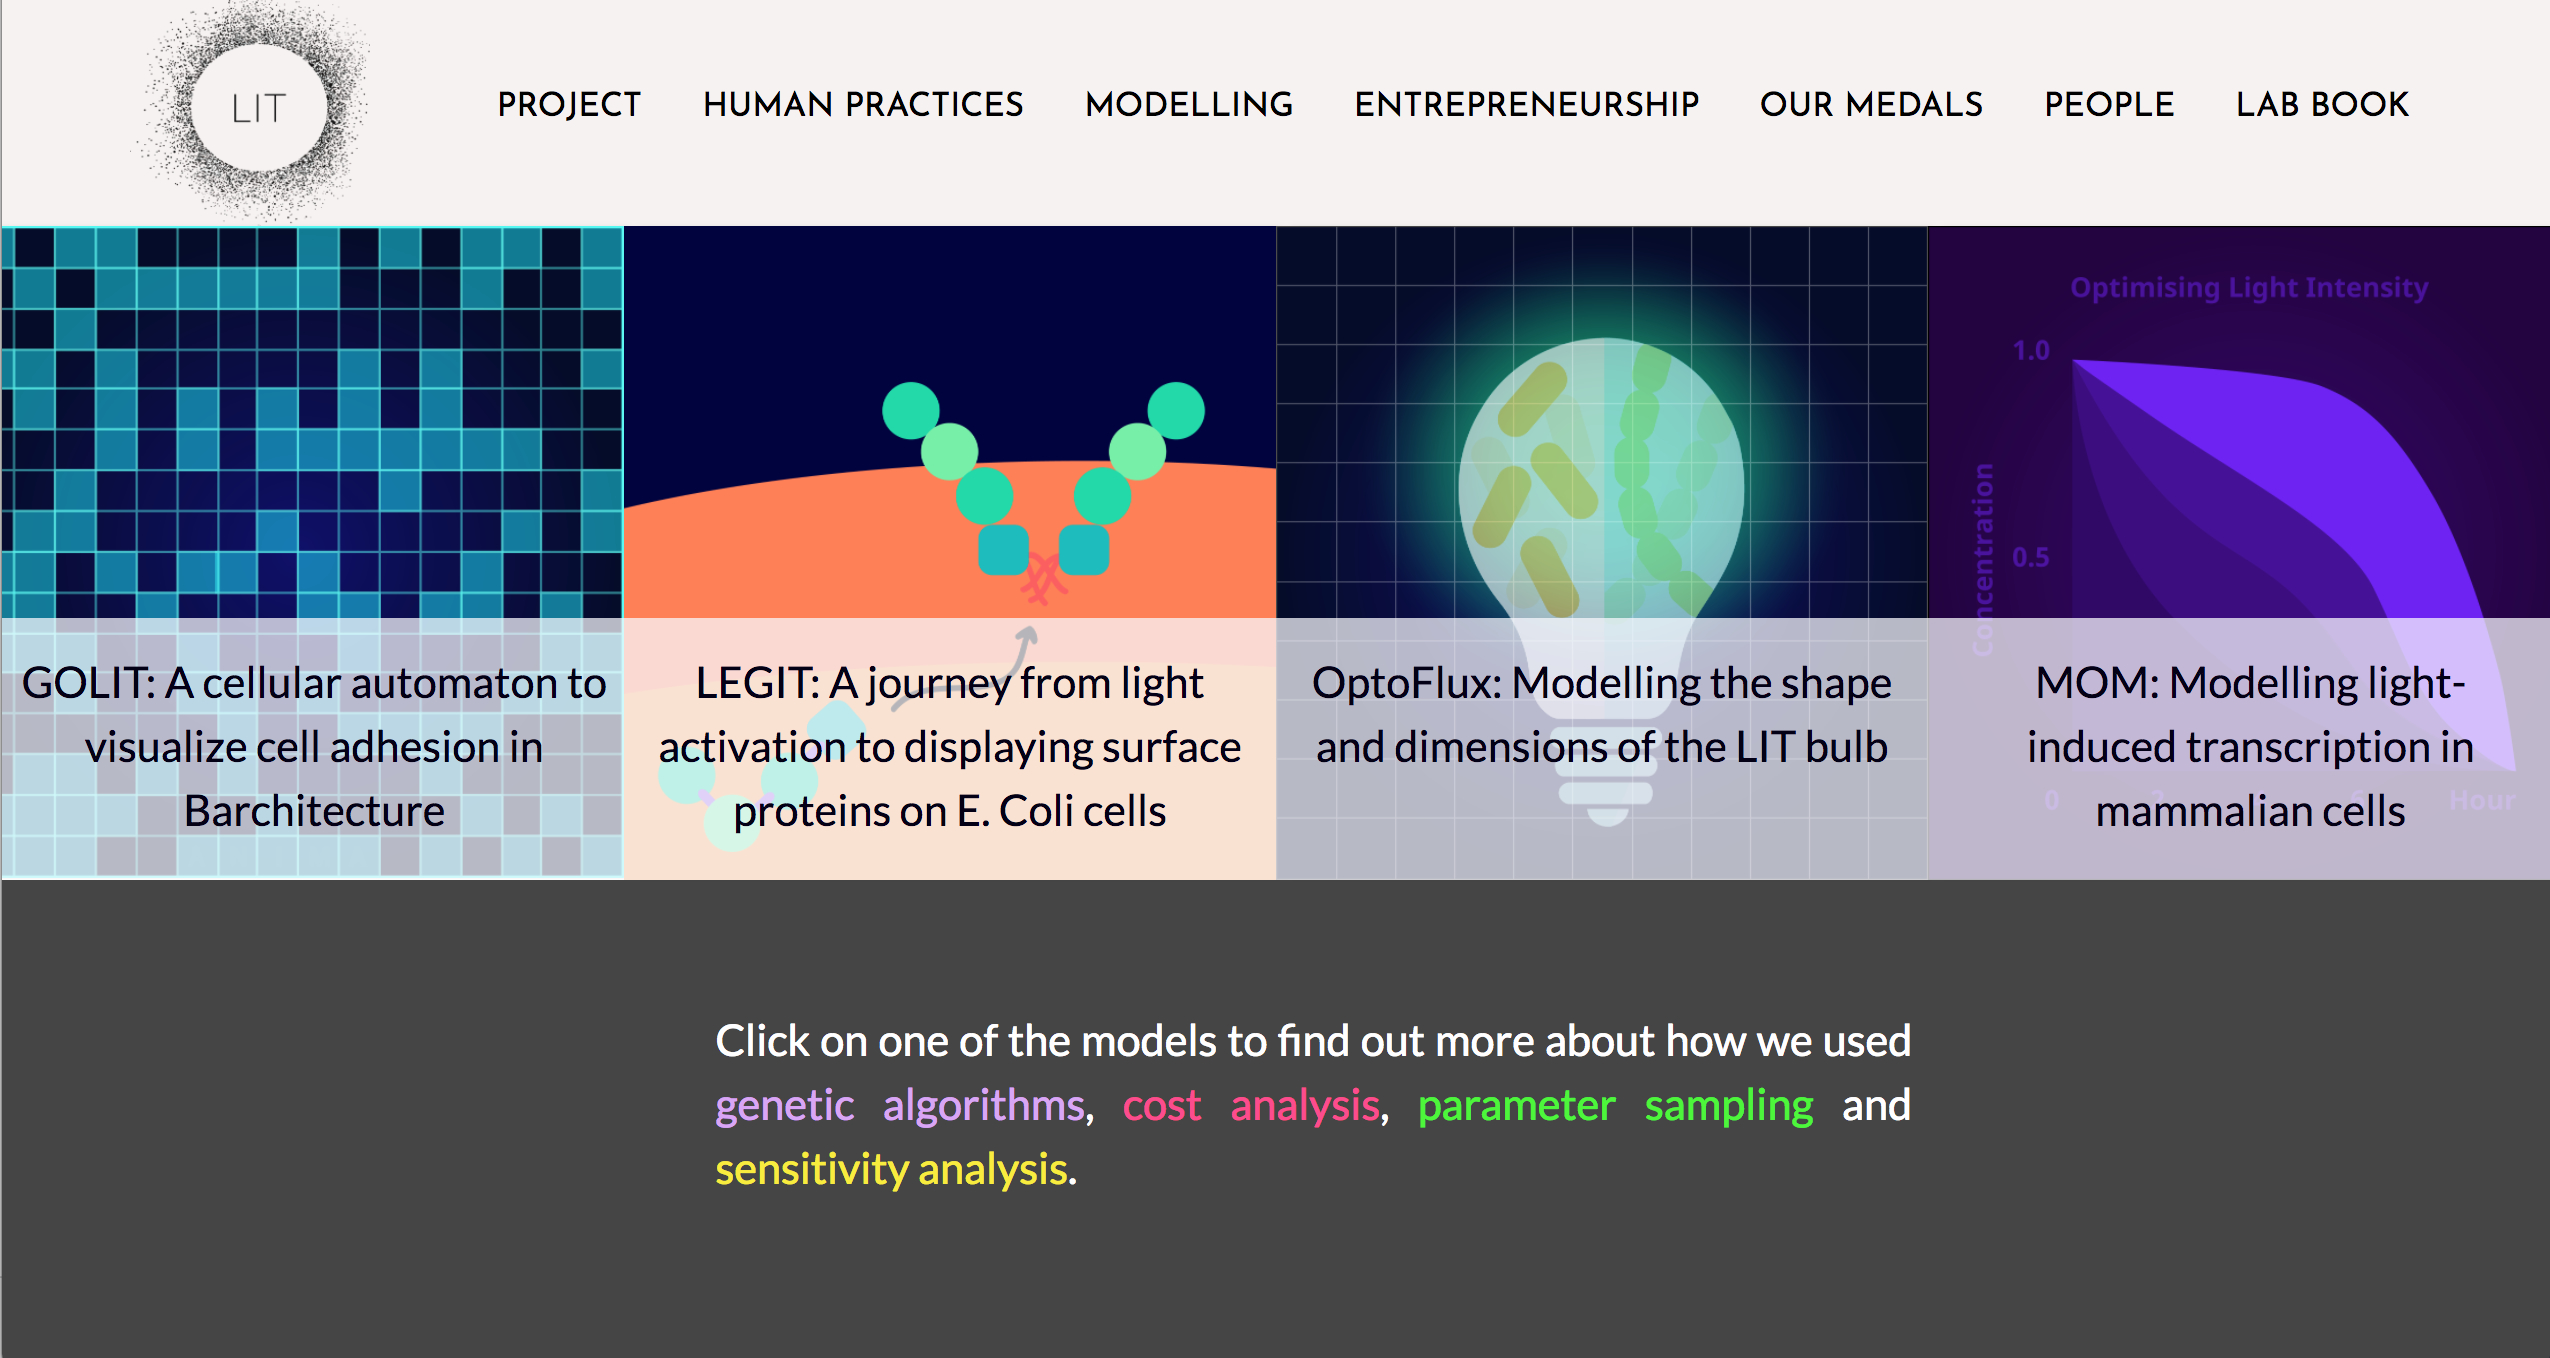 LIT
PROJECT
HUMAN PRACTICES
MODELLING
ENTREPRENEURSHIP
OUR MEDALS
PEOPLE
LAB BOOK
GOLIT: A cellular automaton to
visualize cell adhesion in
Barchitecture
LEGIT: A journey from light
activation to displaying surface
proteins on E. Coli cells
OptoFlux: Modelling the shape
and dimensions of the LIT bulb
Optimising Light Intensity
1.0
0.5
Concentration
0
Hour
MOM: Modelling light-
induced transcription in
mammalian cells
Click on one of the models to find out more about how we used
genetic algorithms, cost analysis, parameter sampling and
sensitivity analysis.